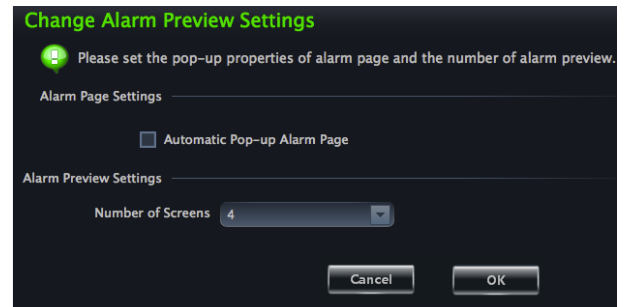 Change Alarm Preview Settings
Please set the pop-up properties of alarm page and the number of alarm preview.
Alarm Page Settings
Automatic Pop-up Alarm Page
Alarm Preview Settings
Number of Screens 4
Cancel OK